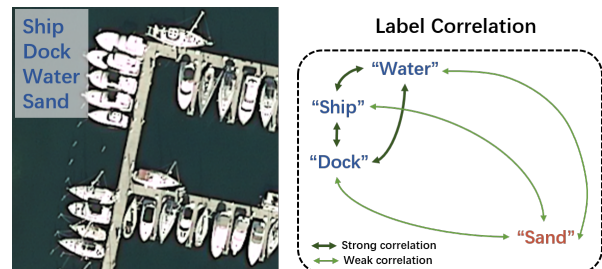 Ship
Dock
Water
Sand
Label Correlation
“Water”
“Ship”
“Dock”
“Sand”
Strong correlation
Weak correlation